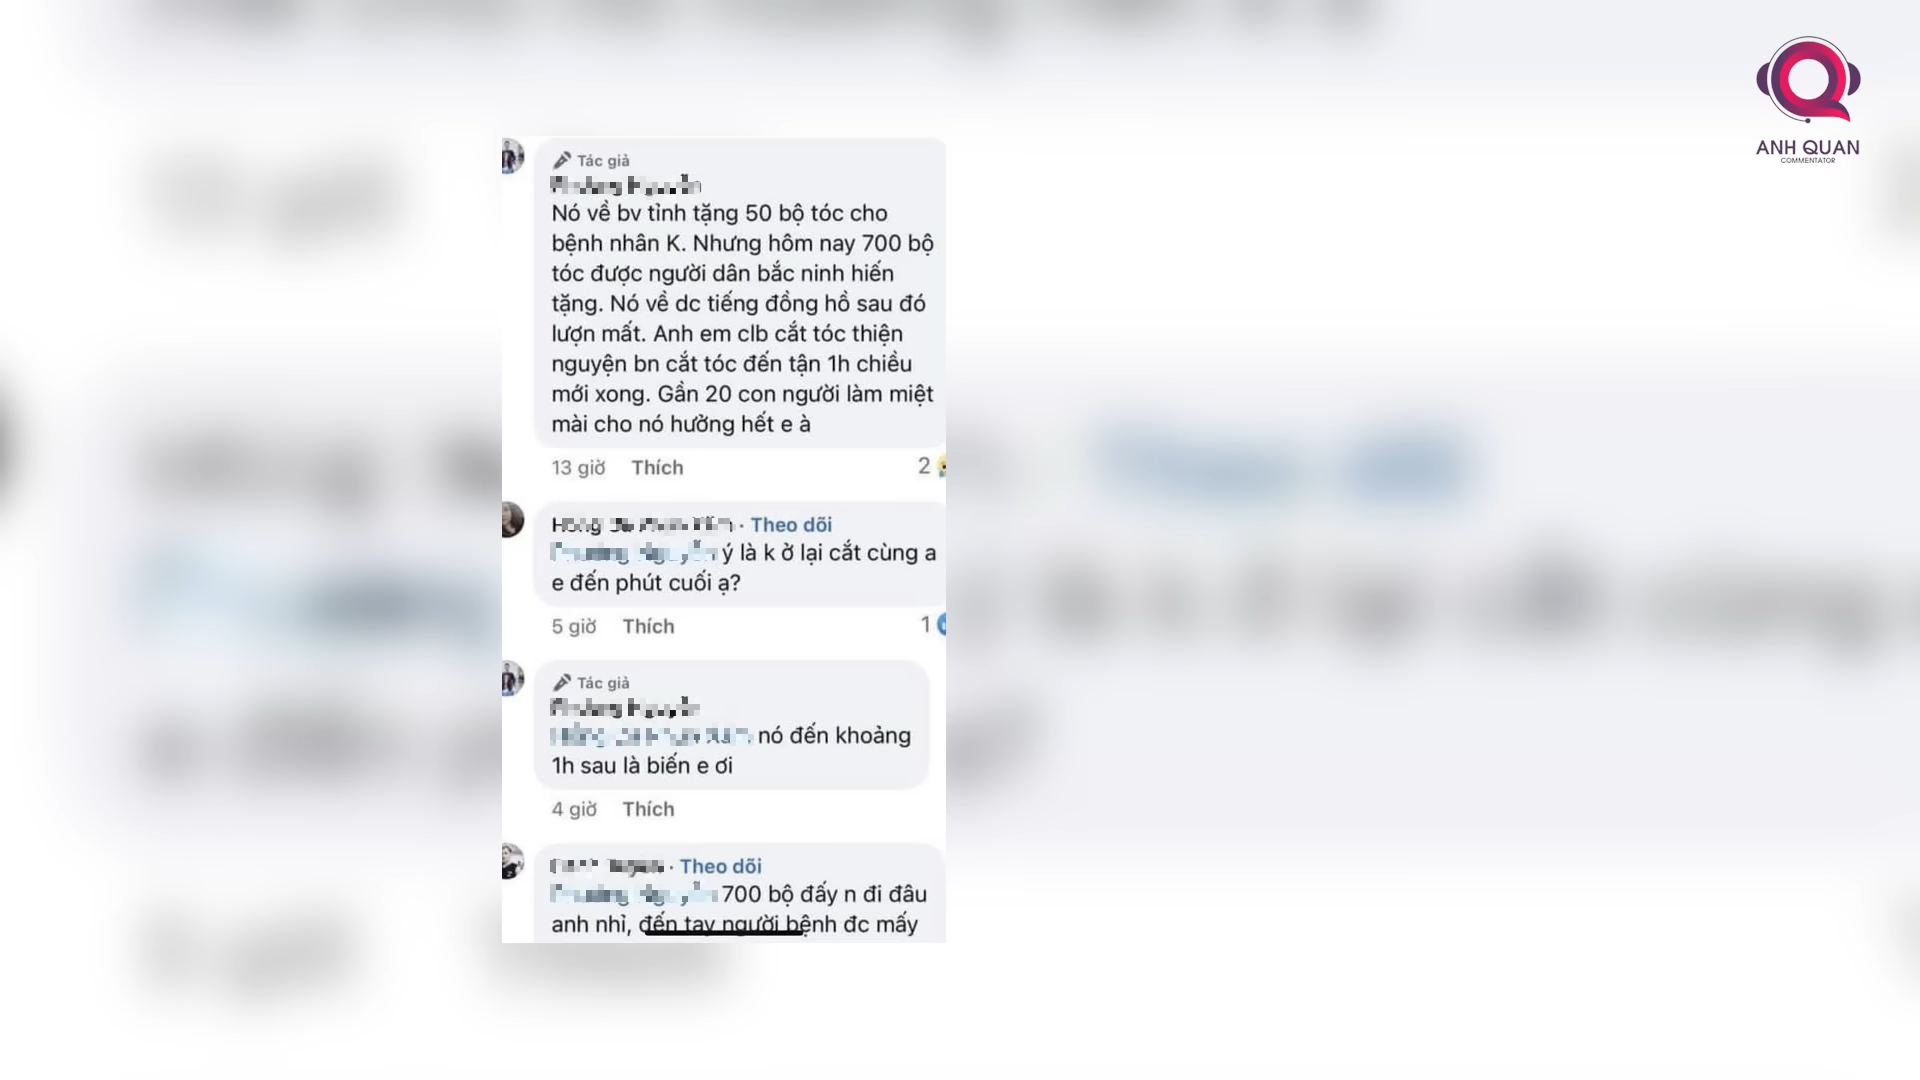 ANH QUAN
COMMENTATOR
Tác giả
Nó về bv tỉnh tặng 50 bộ tóc cho
bệnh nhân K. Nhưng hôm nay 700 bộ
tóc được người dân bắc ninh hiến
tặng. Nó về dc tiếng đồng hồ sau đó
lượn mất. Anh em clb cắt tóc thiện
nguyện bn cắt tóc đến tận 1h chiều
mới xong. Gần 20 con người làm miệt
mài cho nó hưởng hết e à
13 giờ Thích 2
· Theo dõi
ý là k ở lại cắt cùng a
e đến phút cuối ạ?
5 giờ Thích 1
Tác giả
nó đến khoảng
1h sau là biến e ơi
4 giờ Thích
· Theo dõi
700 bộ đấy n đi đâu
anh nhỉ, đến tay người bệnh đc mấy